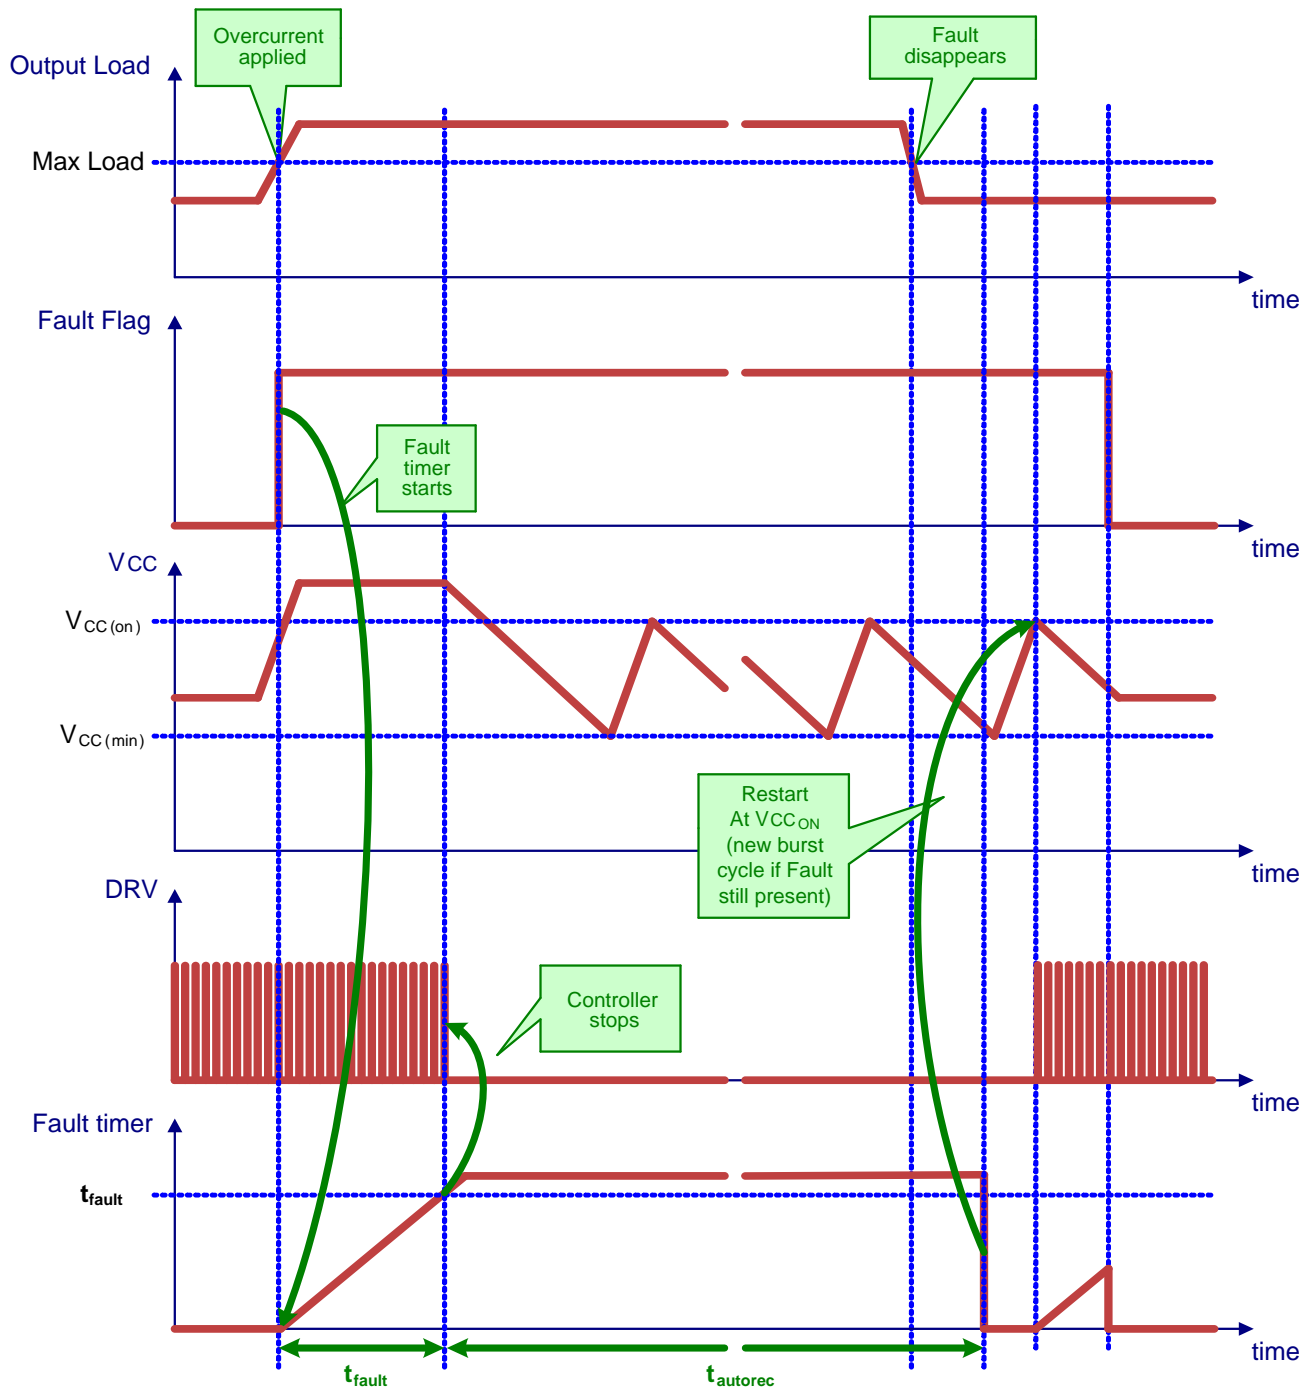 Overcurrent
applied
Fault
disappears
Output Load
Max Load
time
Fault Flag
Fault
timer
starts
time
VCC
VCC(on)
VCC(min)
Restart
At VCCON
(new burst
cycle if Fault
still present)
time
DRV
Controller
stops
time
Fault timer
tfault
time
tfault
tautorec